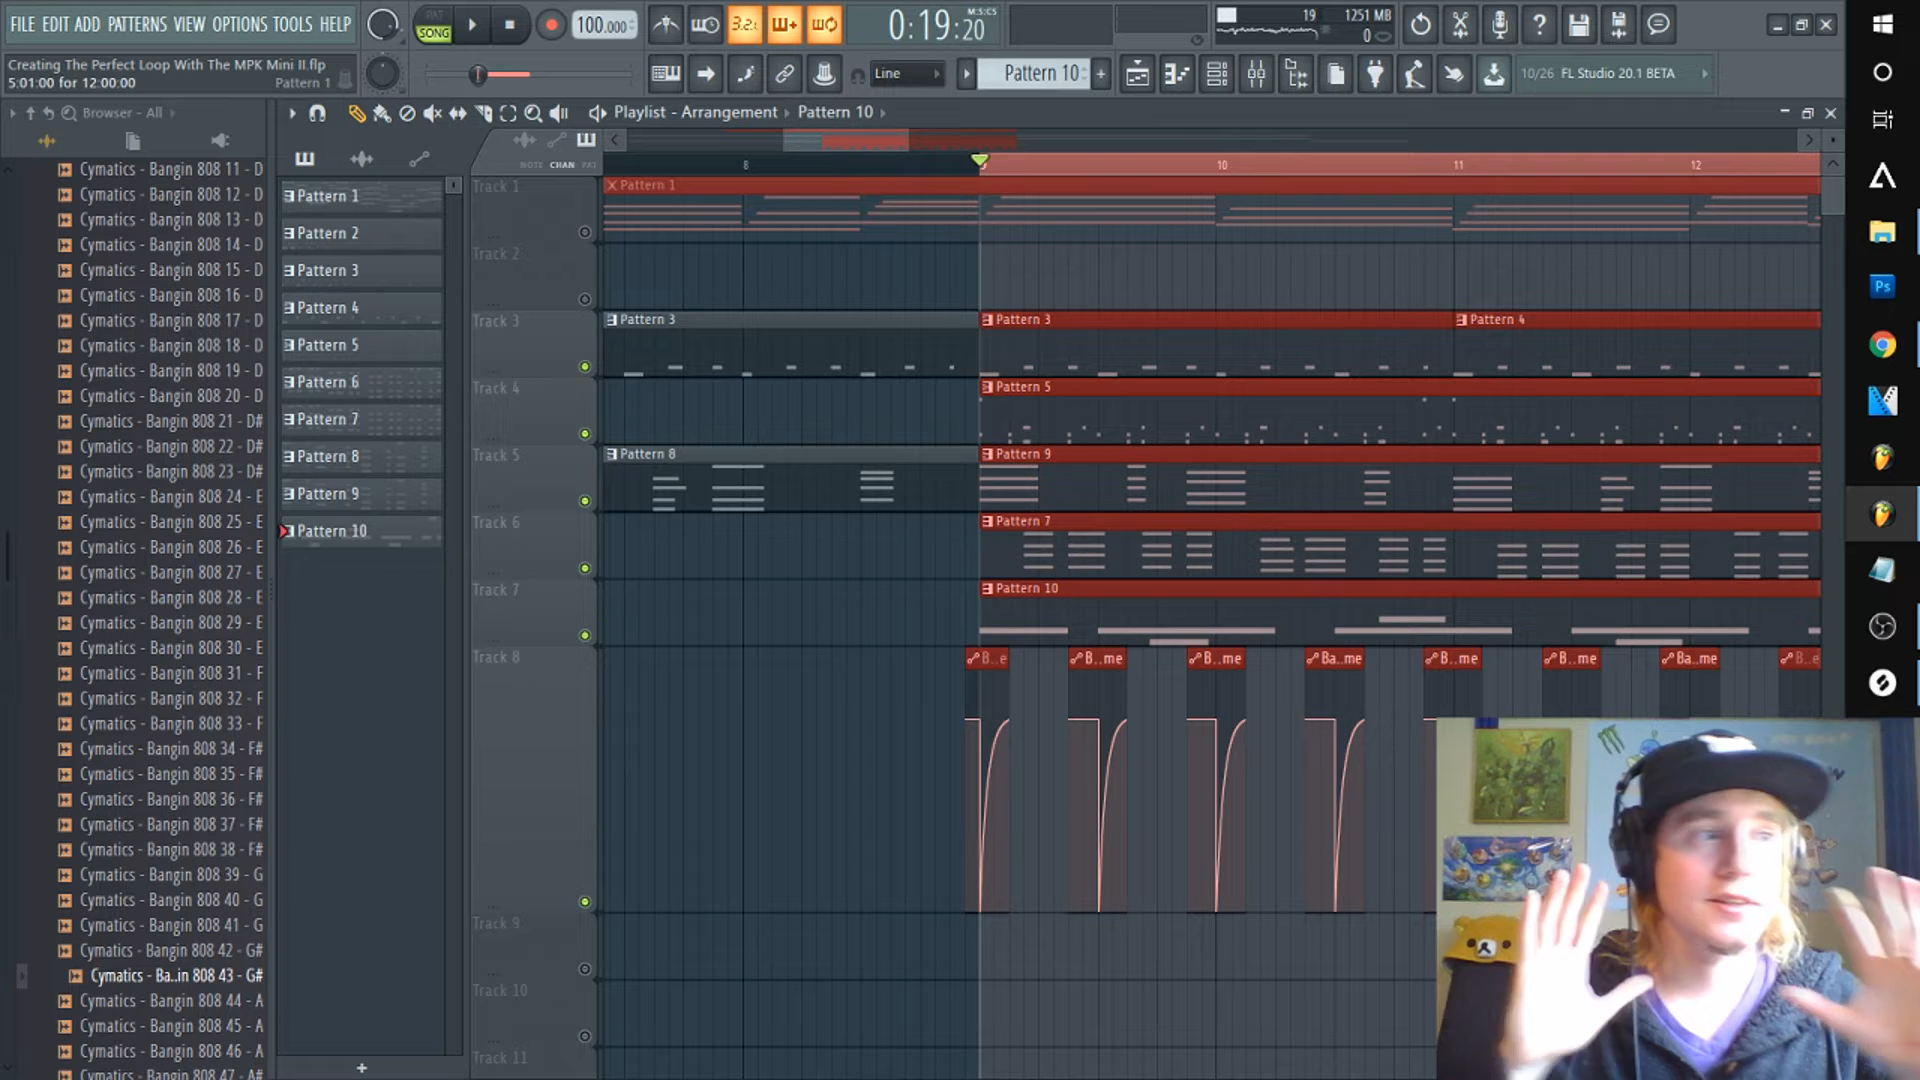 FILE EDIT ADD PATTERNS VIEW OPTIONS TOOLS HELP
PAT
SONG
100.000
3.2.
M:S:CS
0:19:20
19
1251 MB
0
Creating The Perfect Loop With The MPK Mini II.flp
5:01:00 for 12:00:00
Pattern 1
Line
Pattern 10
10/26 FL Studio 20.1 BETA
Browser - All
Playlist - Arrangement
Pattern 10
NOTE CHAN PAT
8
10
11
12
Cymatics - Bangin 808 11 - D
Cymatics - Bangin 808 12 - D
Cymatics - Bangin 808 13 - D
Cymatics - Bangin 808 14 - D
Cymatics - Bangin 808 15 - D
Cymatics - Bangin 808 16 - D
Cymatics - Bangin 808 17 - D
Cymatics - Bangin 808 18 - D
Cymatics - Bangin 808 19 - D
Cymatics - Bangin 808 20 - D
Cymatics - Bangin 808 21 - D#
Cymatics - Bangin 808 22 - D#
Cymatics - Bangin 808 23 - D#
Cymatics - Bangin 808 24 - E
Cymatics - Bangin 808 25 - E
Cymatics - Bangin 808 26 - E
Cymatics - Bangin 808 27 - E
Cymatics - Bangin 808 28 - E
Cymatics - Bangin 808 29 - E
Cymatics - Bangin 808 30 - E
Cymatics - Bangin 808 31 - F
Cymatics - Bangin 808 32 - F
Cymatics - Bangin 808 33 - F
Cymatics - Bangin 808 34 - F#
Cymatics - Bangin 808 35 - F#
Cymatics - Bangin 808 36 - F#
Cymatics - Bangin 808 37 - F#
Cymatics - Bangin 808 38 - F#
Cymatics - Bangin 808 39 - G
Cymatics - Bangin 808 40 - G
Cymatics - Bangin 808 41 - G
Cymatics - Bangin 808 42 - G#
Cymatics - Ba..in 808 43 - G#
Cymatics - Bangin 808 44 - A
Cymatics - Bangin 808 45 - A
Cymatics - Bangin 808 46 - A
Cymatics - Bangin 808 47 - A
Pattern 1
Pattern 2
Pattern 3
Pattern 4
Pattern 5
Pattern 6
Pattern 7
Pattern 8
Pattern 9
Pattern 10
Track 1
Pattern 1
Track 2
Track 3
Pattern 3
Pattern 3
Pattern 4
Track 4
Pattern 5
Track 5
Pattern 8
Pattern 9
Track 6
Pattern 7
Track 7
Pattern 10
Track 8
B..e
B..me
B..me
Ba..me
B..me
B..me
Ba..me
B..e
Track 9
Track 10
Track 11
Ps